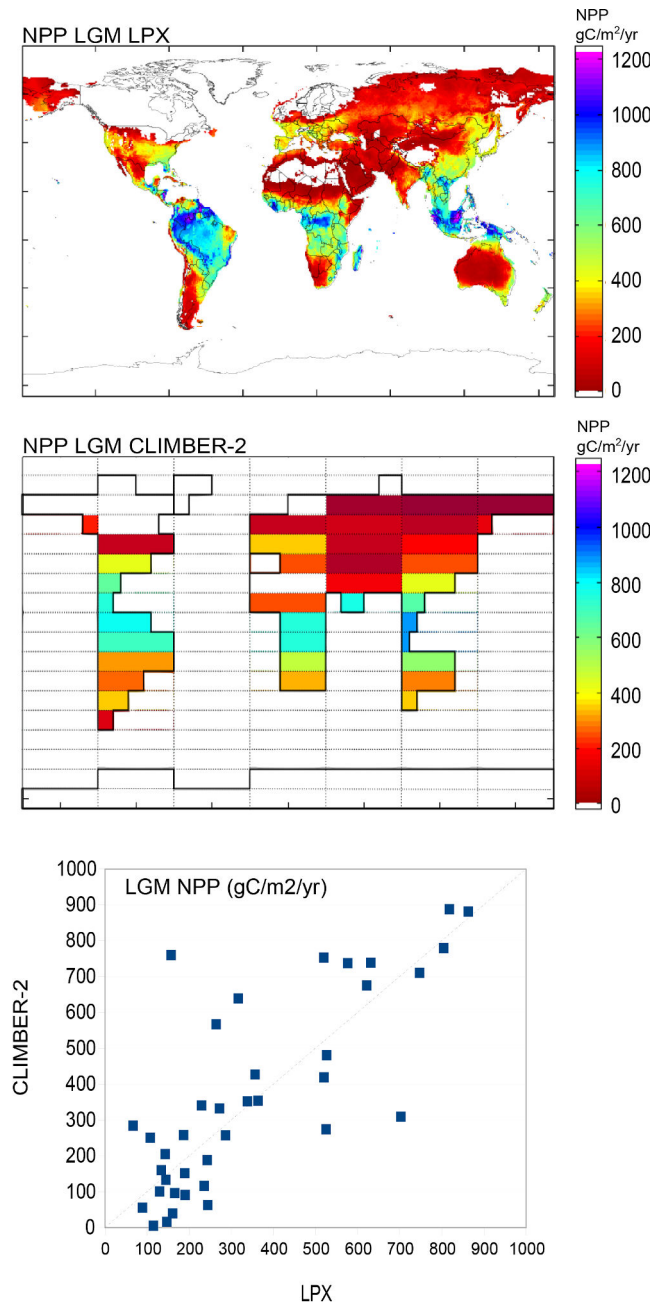 NPP LGM LPX
NPP
gC/m²/yr
1200
1000
800
600
400
200
0
NPP LGM CLIMBER-2
NPP
gC/m²/yr
1200
1000
800
600
400
200
0
LGM NPP (gC/m2/yr)
1000
900
800
700
600
500
400
300
200
100
0
CLIMBER-2
0 100 200 300 400 500 600 700 800 900 1000
LPX